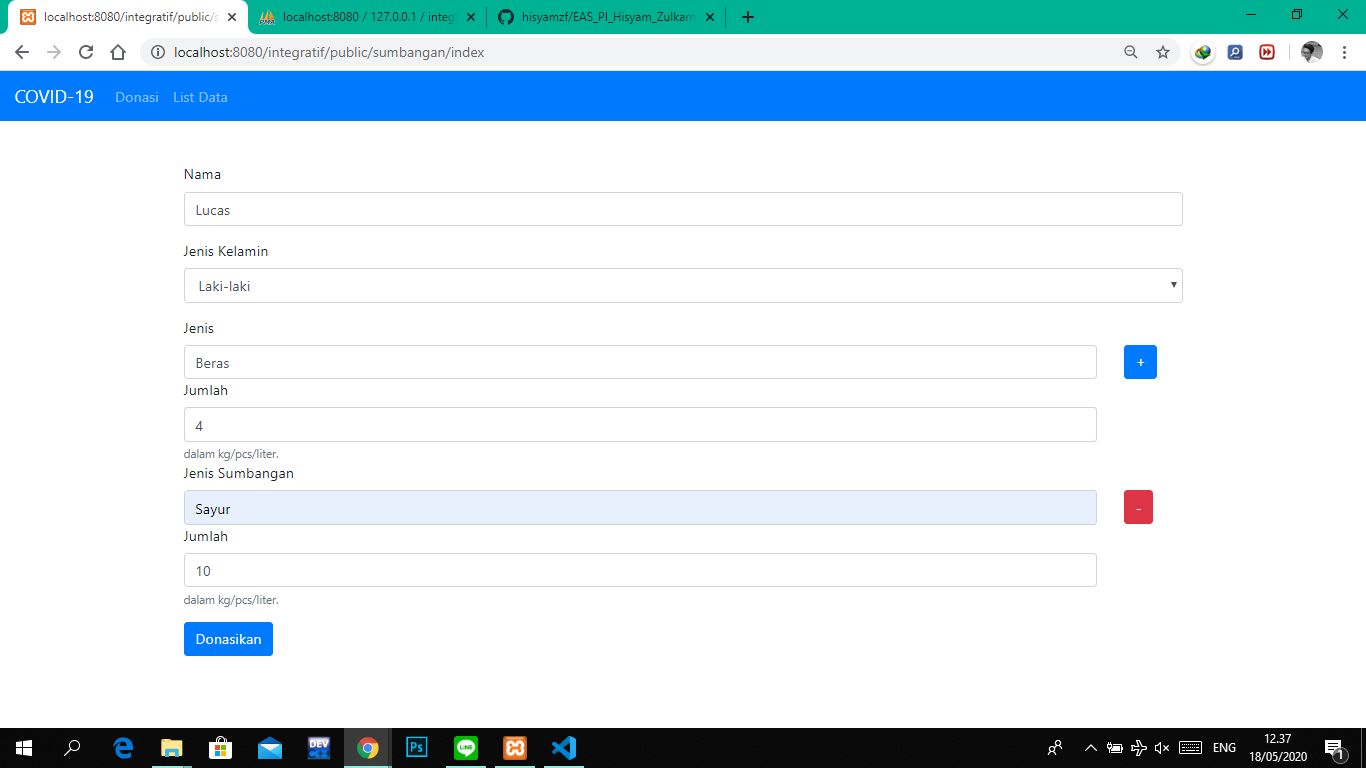 localhost:8080/integratif/public/s
localhost:8080 / 127.0.0.1 / integ
hisyamzf/EAS_PI_Hisyam_Zulkarn
localhost:8080/integratif/public/sumbangan/index
COVID-19 Donasi List Data
Nama
Lucas
Jenis Kelamin
Laki-laki
Jenis
Beras
+
Jumlah
4
dalam kg/pcs/liter.
Jenis Sumbangan
Sayur
-
Jumlah
10
dalam kg/pcs/liter.
Donasikan
DEV
Ps
LINE
ENG
12.37
18/05/2020
1